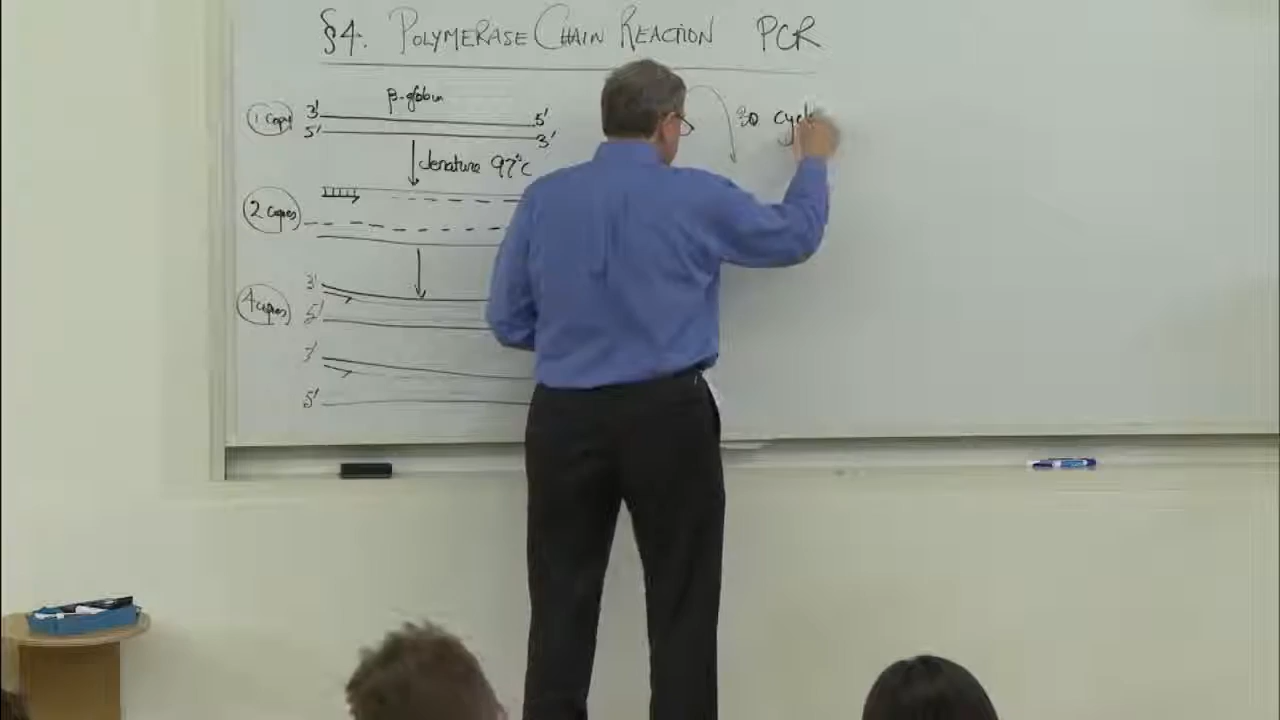 §4. POLYMERASE CHAIN REACTION PCR
β-globin
1 copy 3' 5'
5' 3'
30 cycl
denature 97°C
2 copies
3'
4 copies
5'
3'
5'